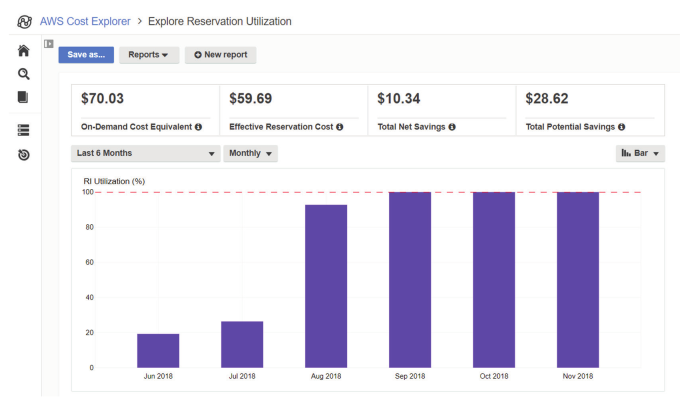 AWS Cost Explorer > Explore Reservation Utilization
Save as... Reports New report
$70.03 $59.69 $10.34 $28.62
On-Demand Cost Equivalent Effective Reservation Cost Total Net Savings Total Potential Savings
Last 6 Months Monthly Bar
RI Utilization (%)
100
80
60
40
20
0
Jun 2018 Jul 2018 Aug 2018 Sep 2018 Oct 2018 Nov 2018